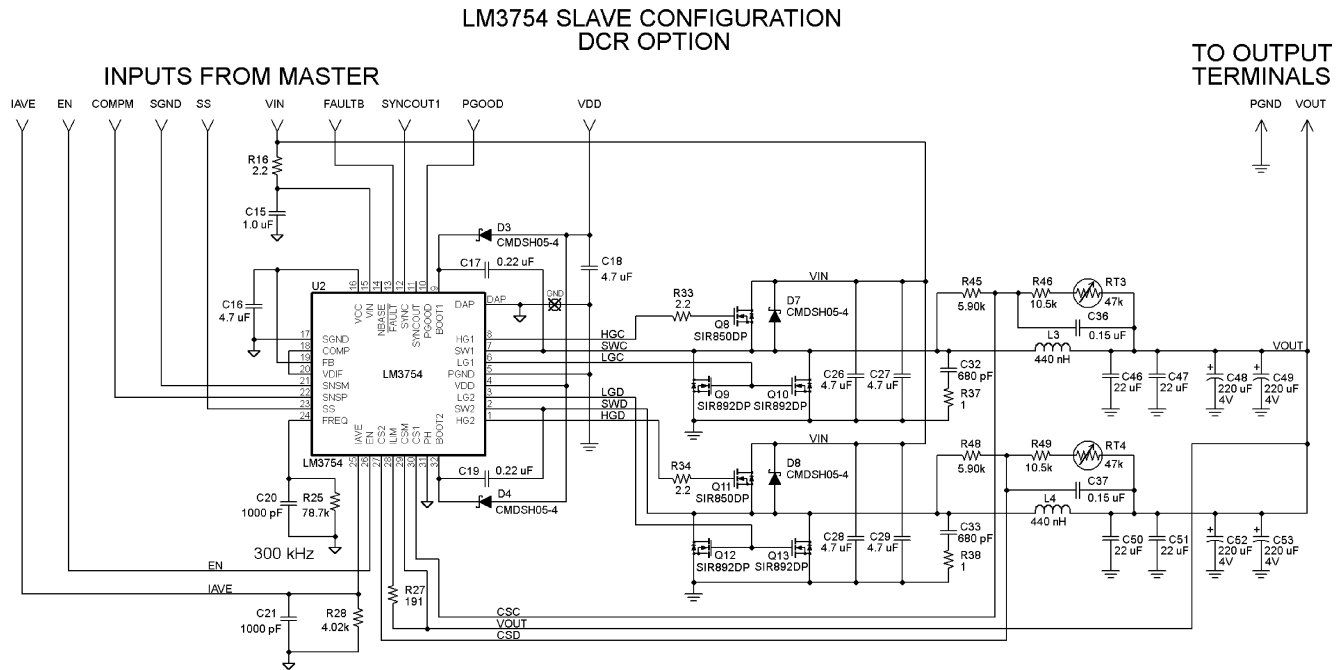 LM3754 SLAVE CONFIGURATION
DCR OPTION
INPUTS FROM MASTER
TO OUTPUT
TERMINALS
IAVE EN COMPM SGND SS VIN FAULTB SYNCOUT1 PGOOD VDD PGND VOUT
R16
2.2
C15
1.0 uF
D3
CMDSH05-4
C17 0.22 uF
C18
4.7 uF
C16
4.7 uF
U2
16 15 14 13 12 11 10 9
VCC
VIN
NBASE
FAULT
SYNC
SYNCOUT
PGOOD
BOOT1
DAP
DAP
GND
17 SGND
18 COMP
19 FB
20 VDIF
21 SNSM
22 SNSP
23 SS
24 FREQ
LM3754
HG1 8
SW1 7
LG1 6
PGND 5
VDD 4
LG2 3
SW2 2
HG2 1
IAVE
EN
CS2
ILIM
CSM
CS1
PH
BOOT2
25 26 27 28 29 30 31 32
LM3754
HGC
SWC
LGC
LGD
SWD
HGD
R33
2.2
Q8
SIR850DP
VIN
D7
CMDSH05-4
Q9
SIR892DP
Q10
SIR892DP
C26
4.7 uF
C27
4.7 uF
C32
680 pF
R37
1
R45
5.90k
R46
10.5k
RT3
47k
C36
0.15 uF
L3
440 nH
VOUT
C46
22 uF
C47
22 uF
C48
220 uF
4V
C49
220 uF
4V
+ +
C19 0.22 uF
D4
CMDSH05-4
R34
2.2
Q11
SIR850DP
VIN
D8
CMDSH05-4
Q12
SIR892DP
Q13
SIR892DP
C28
4.7 uF
C29
4.7 uF
C33
680 pF
R38
1
R48
5.90k
R49
10.5k
RT4
47k
C37
0.15 uF
L4
440 nH
C50
22 uF
C51
22 uF
C52
220 uF
4V
C53
220 uF
4V
+ +
C20
1000 pF
R25
78.7k
300 kHz
EN
IAVE
C21
1000 pF
R28
4.02k
R27
191
CSC
VOUT
CSD